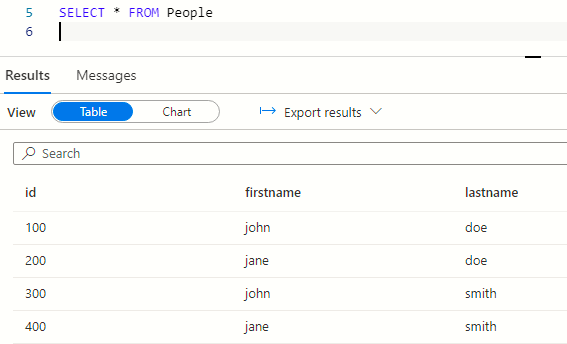 5 SELECT * FROM People
6
Results Messages
View Table Chart Export results
Search
id firstname lastname
100 john doe
200 jane doe
300 john smith
400 jane smith